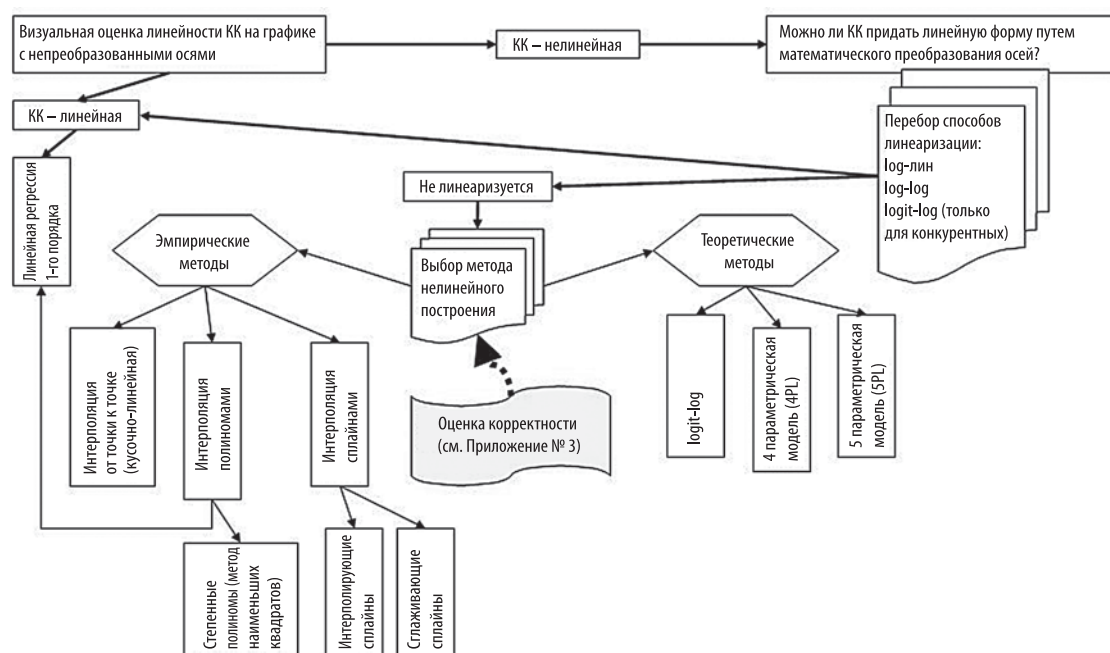 Визуальная оценка линейности КК на графике
с непреобразованными осями
КК – нелинейная
Можно ли КК придать линейную форму путем
математического преобразования осей?
КК – линейная
Перебор способов
линеаризации:
log-лин
log-log
logit-log (только
для конкурентных)
Линейная регрессия
1-го порядка
Не линеаризуется
Эмпирические
методы
Выбор метода
нелинейного
построения
Теоретические
методы
Интерполяция
от точки к точке
(кусочно-линейная)
Интерполяция
полиномами
Интерполяция
сплайнами
Оценка корректности
(см. Приложение № 3)
logit-log
4 параметрическая
модель (4PL)
5 параметрическая
модель (5PL)
Степенные
полиномы (метод
наименьших
квадратов)
Интерполирующие
сплайны
Сглаживающие
сплайны